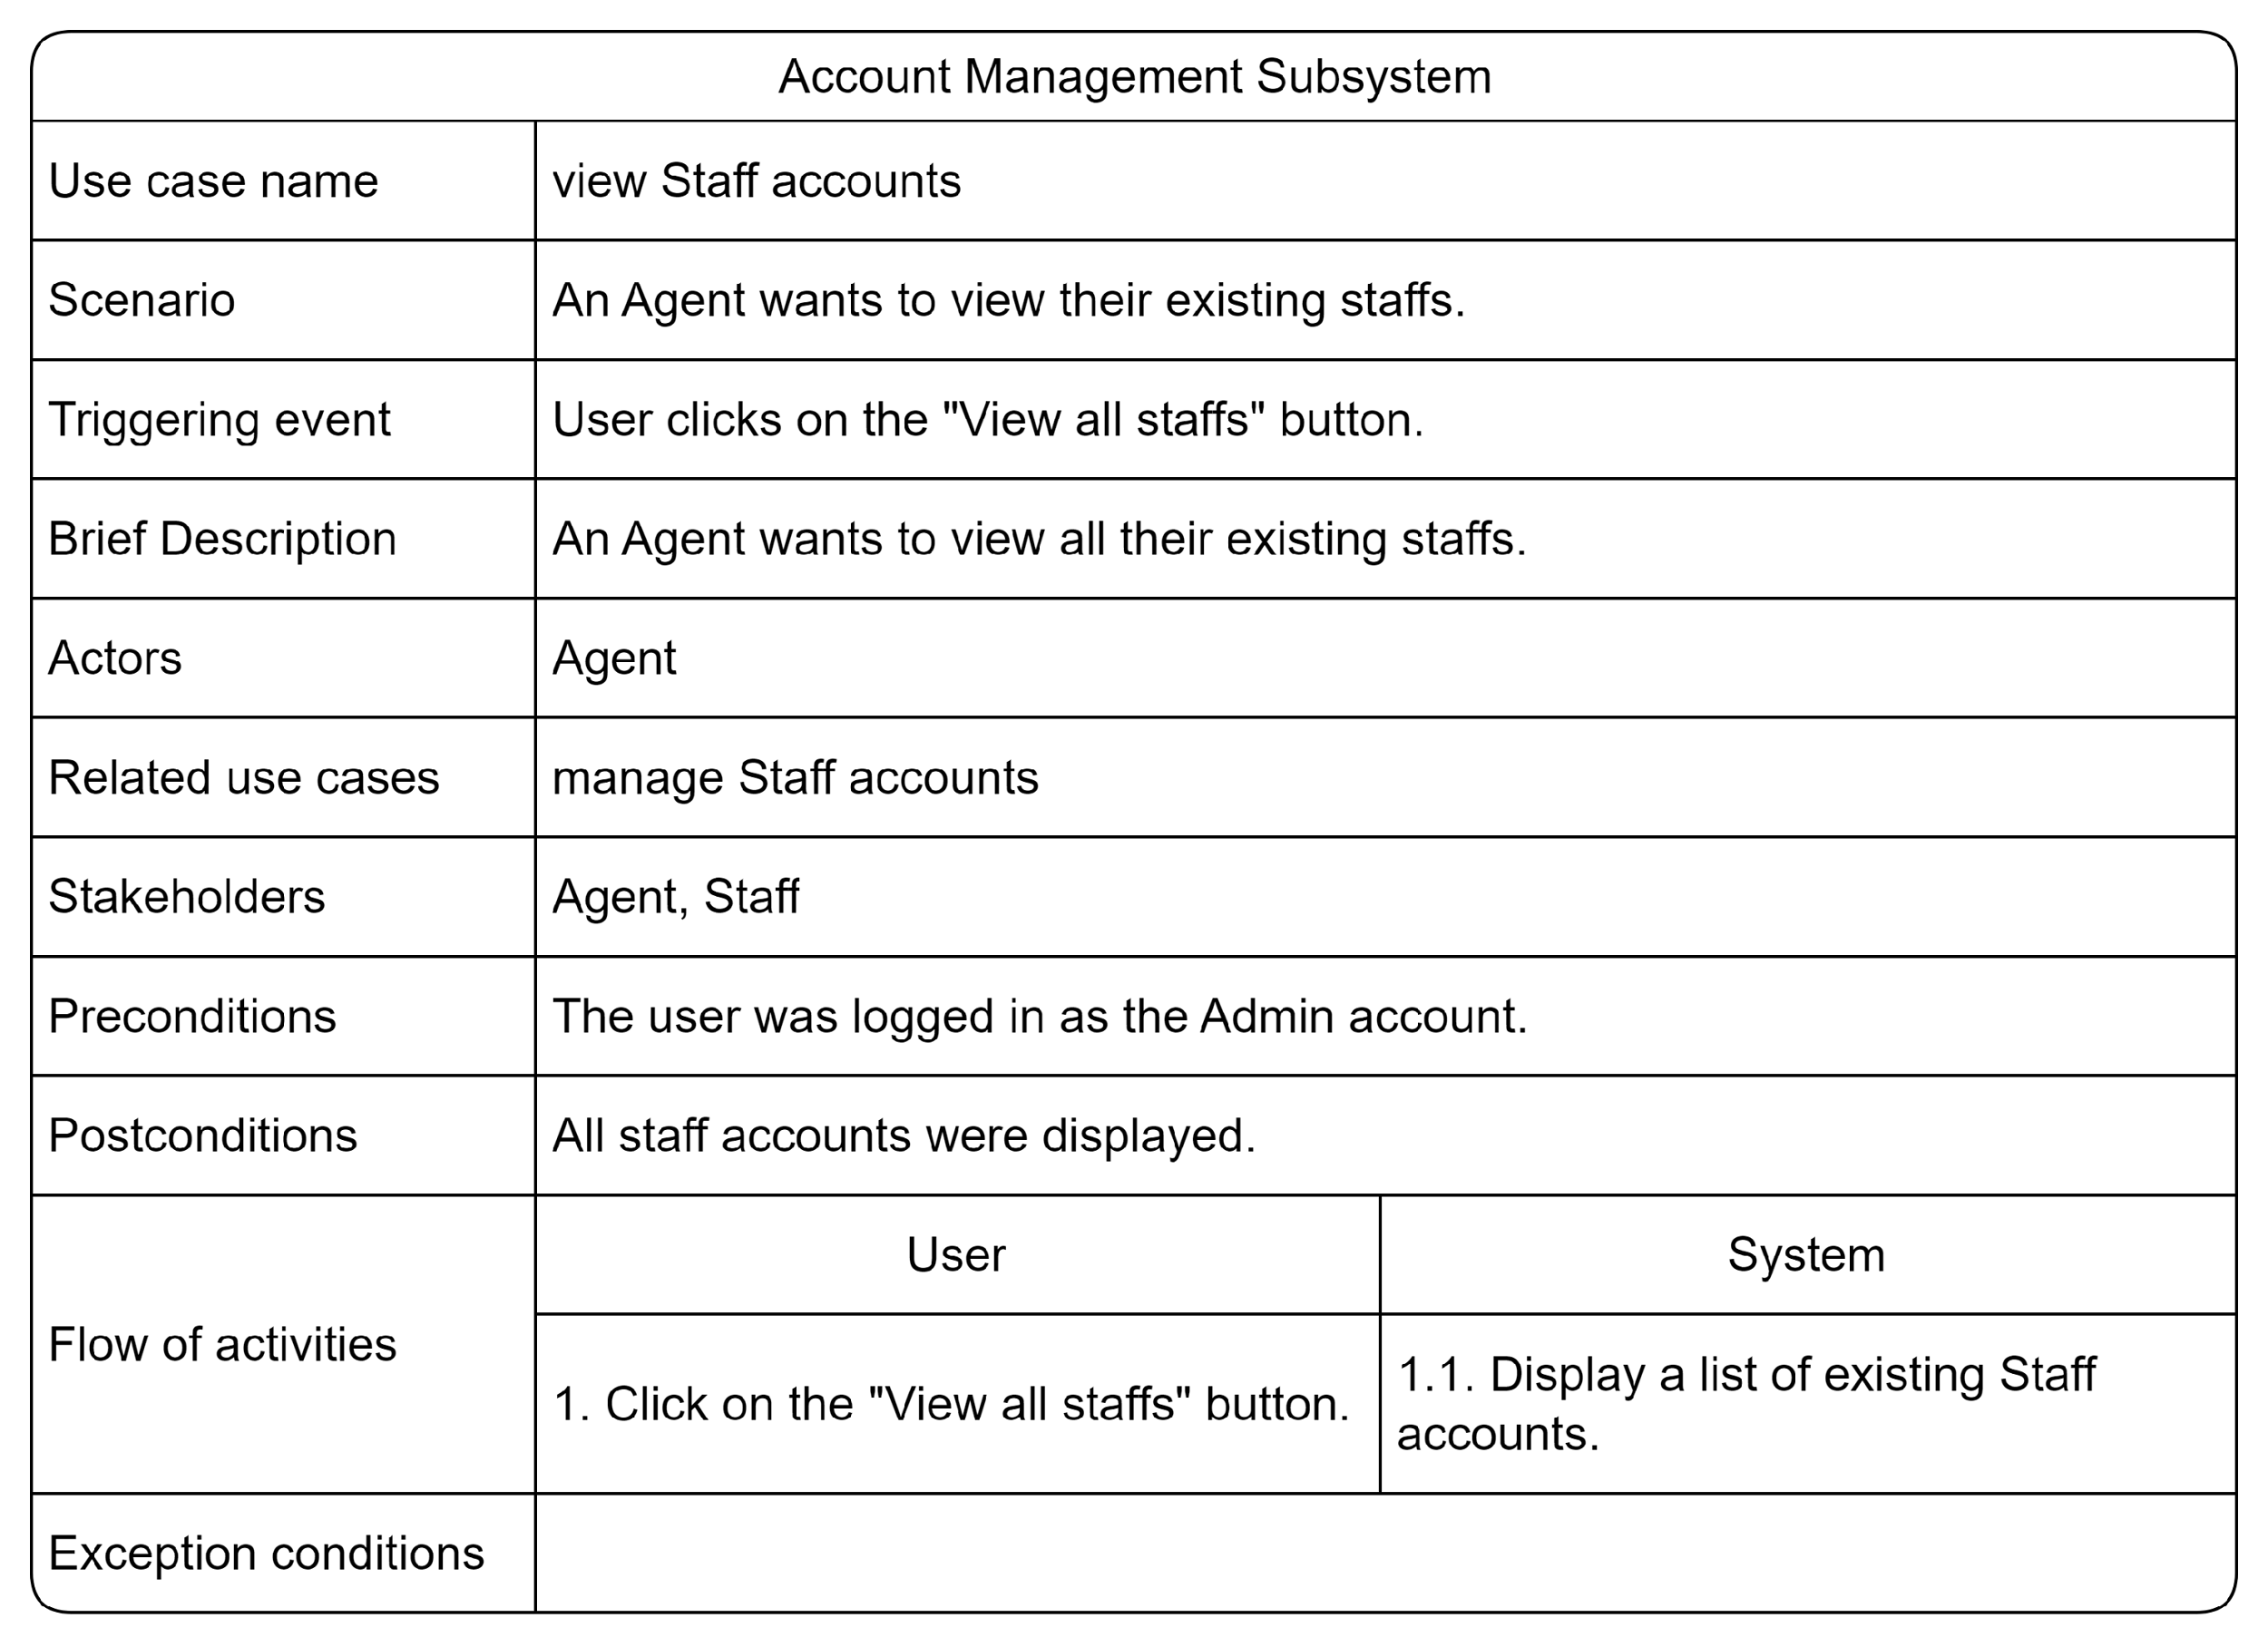 Account Management Subsystem
Use case name
view Staff accounts
Scenario
An Agent wants to view their existing staffs.
Triggering event
User clicks on the "View all staffs" button.
Brief Description
An Agent wants to view all their existing staffs.
Actors
Agent
Related use cases
manage Staff accounts
Stakeholders
Agent, Staff
Preconditions
The user was logged in as the Admin account.
Postconditions
All staff accounts were displayed.
Flow of activities
User
System
1. Click on the "View all staffs" button.
1.1. Display a list of existing Staff
accounts.
Exception conditions